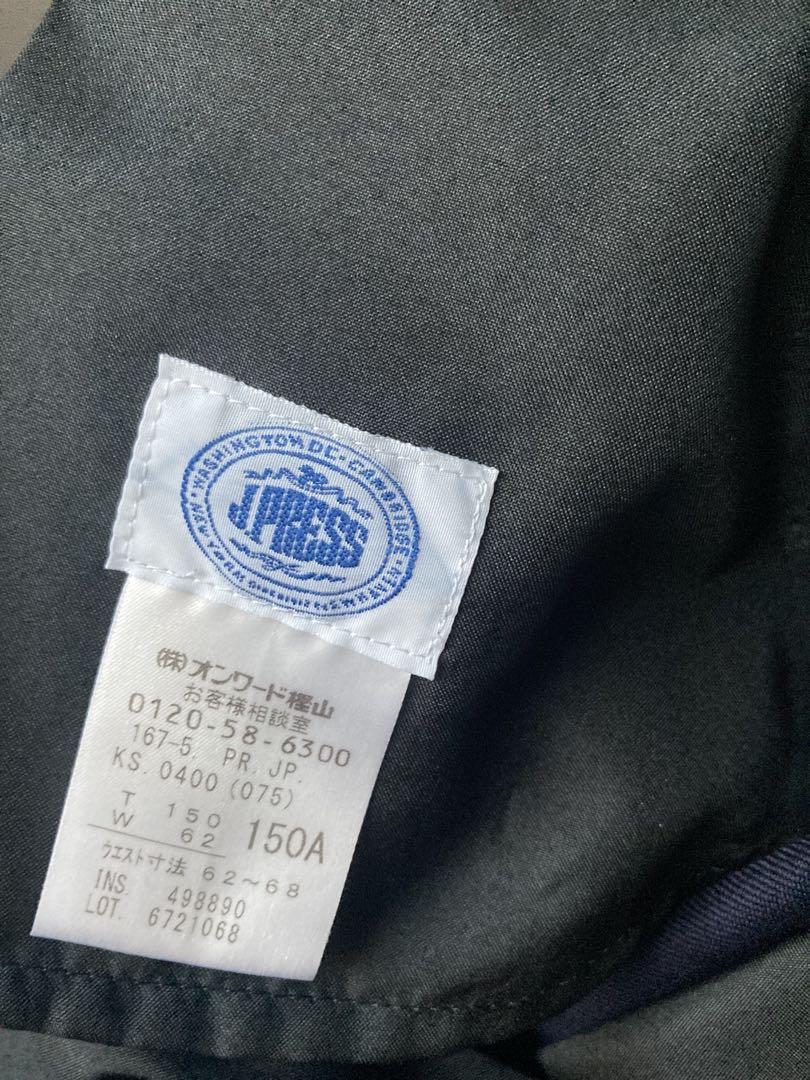 WASHINGTON DC · CAMBRIDGE
NEW YORK
J.PRESS
(株)オンワード樫山
お客様相談室
0120-58-6300
167-5. PR. JP.
KS. 0400 (075)
T 150
W 62
150A
ウエスト寸法 62～68
INS. 498890
LOT. 6721068